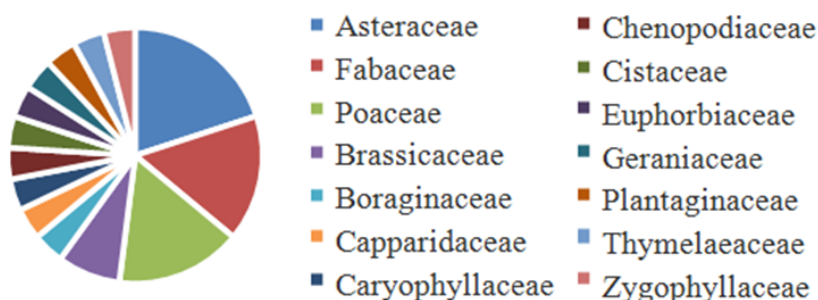 Asteraceae
Fabaceae
Poaceae
Brassicaceae
Boraginaceae
Capparidaceae
Caryophyllaceae
Chenopodiaceae
Cistaceae
Euphorbiaceae
Geraniaceae
Plantaginaceae
Thymelaeaceae
Zygophyllaceae